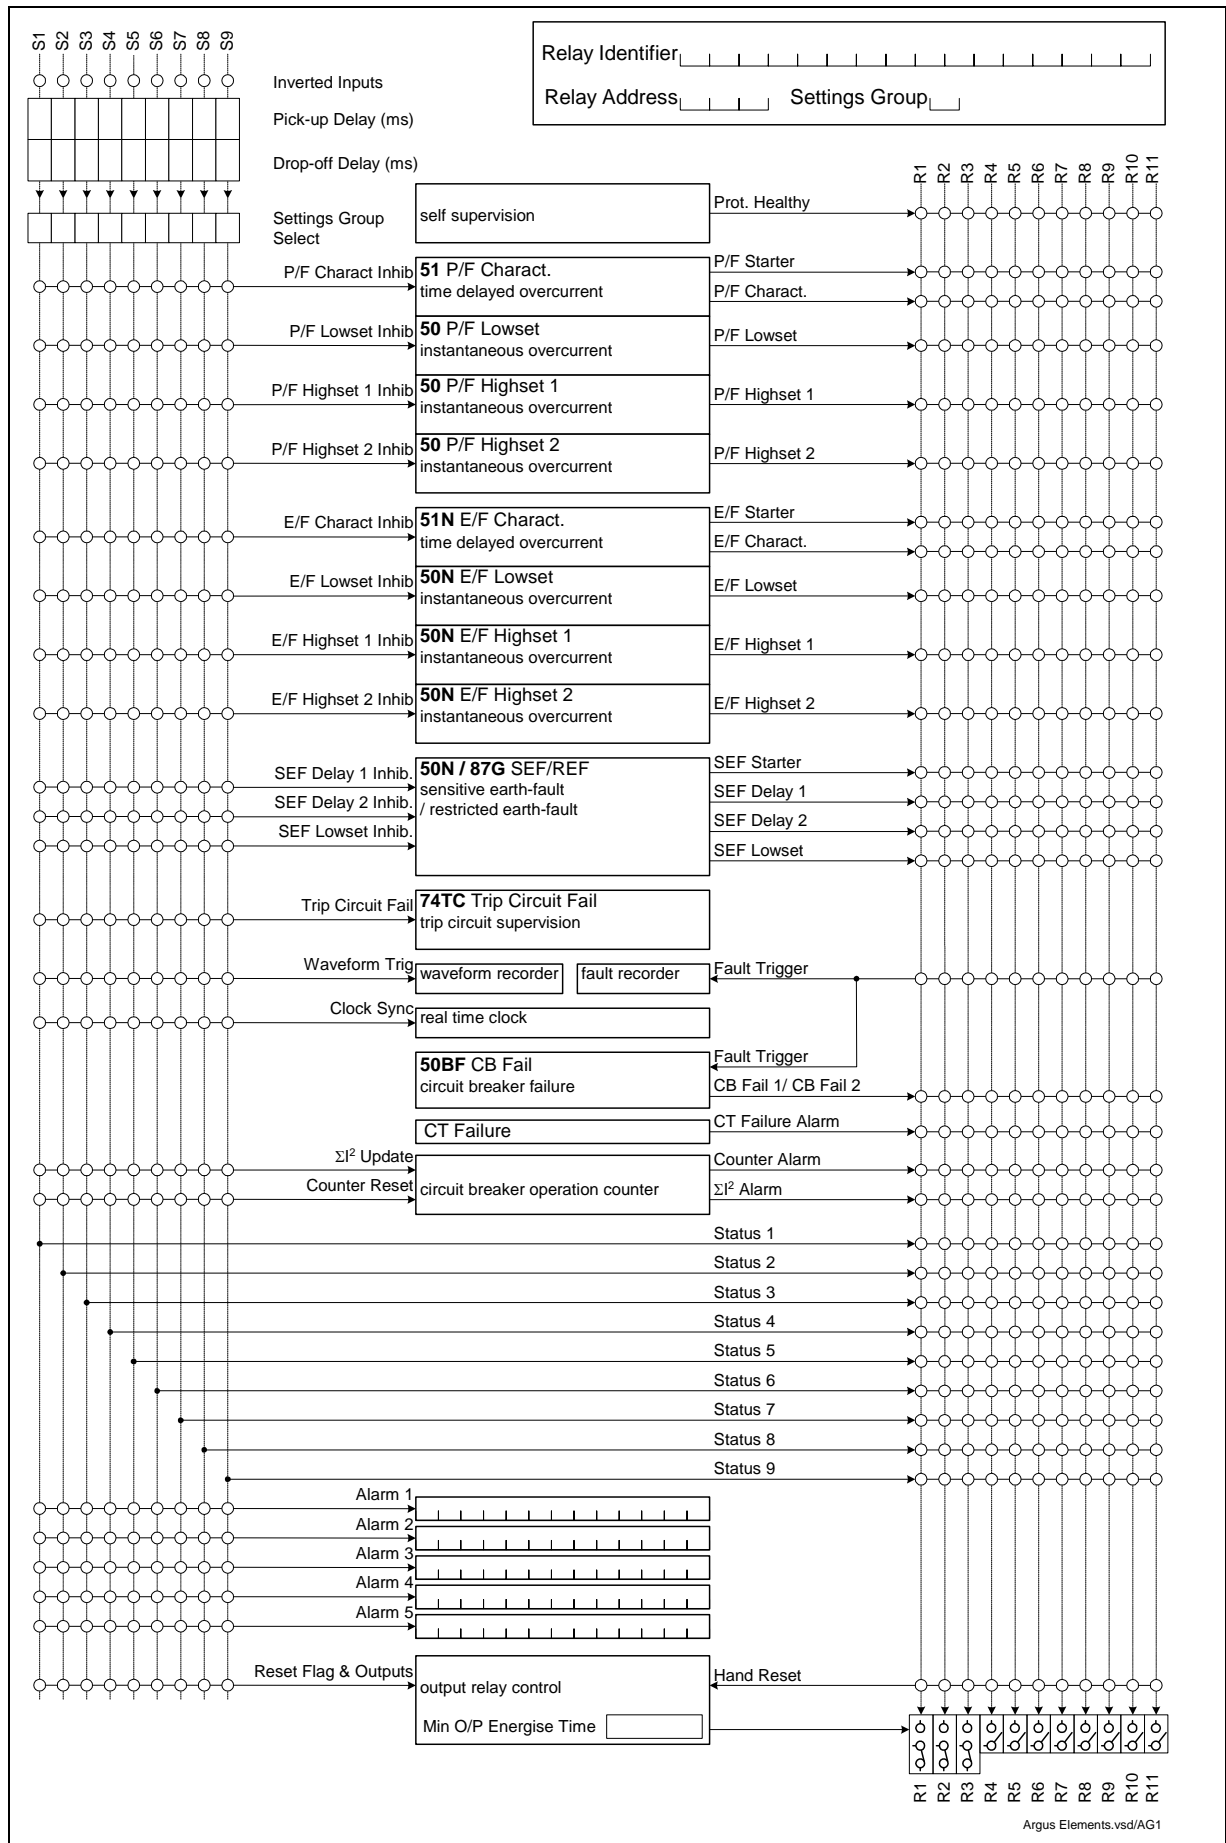 S1 S2 S3 S4 S5 S6 S7 S8 S9
Relay Identifier
Relay Address
Settings Group
Inverted Inputs
Pick-up Delay (ms)
Drop-off Delay (ms)
Settings Group
Select
R1 R2 R3 R4 R5 R6 R7 R8 R9 R10 R11
self supervision
Prot. Healthy
P/F Charact Inhib
51 P/F Charact.
time delayed overcurrent
P/F Starter
P/F Charact.
P/F Lowset Inhib
50 P/F Lowset
instantaneous overcurrent
P/F Lowset
P/F Highset 1 Inhib
50 P/F Highset 1
instantaneous overcurrent
P/F Highset 1
P/F Highset 2 Inhib
50 P/F Highset 2
instantaneous overcurrent
P/F Highset 2
E/F Charact Inhib
51N E/F Charact.
time delayed overcurrent
E/F Starter
E/F Charact.
E/F Lowset Inhib
50N E/F Lowset
instantaneous overcurrent
E/F Lowset
E/F Highset 1 Inhib
50N E/F Highset 1
instantaneous overcurrent
E/F Highset 1
E/F Highset 2 Inhib
50N E/F Highset 2
instantaneous overcurrent
E/F Highset 2
SEF Delay 1 Inhib.
SEF Delay 2 Inhib.
SEF Lowset Inhib.
50N / 87G SEF/REF
sensitive earth-fault
/ restricted earth-fault
SEF Starter
SEF Delay 1
SEF Delay 2
SEF Lowset
Trip Circuit Fail
74TC Trip Circuit Fail
trip circuit supervision
Waveform Trig
waveform recorder
fault recorder
Fault Trigger
Clock Sync
real time clock
50BF CB Fail
circuit breaker failure
Fault Trigger
CB Fail 1/ CB Fail 2
CT Failure
CT Failure Alarm
ΣI² Update
Counter Reset
circuit breaker operation counter
Counter Alarm
ΣI² Alarm
Status 1
Status 2
Status 3
Status 4
Status 5
Status 6
Status 7
Status 8
Status 9
Alarm 1
Alarm 2
Alarm 3
Alarm 4
Alarm 5
Reset Flag & Outputs
output relay control
Hand Reset
Min O/P Energise Time
R1 R2 R3 R4 R5 R6 R7 R8 R9 R10 R11
Argus Elements.vsd/AG1